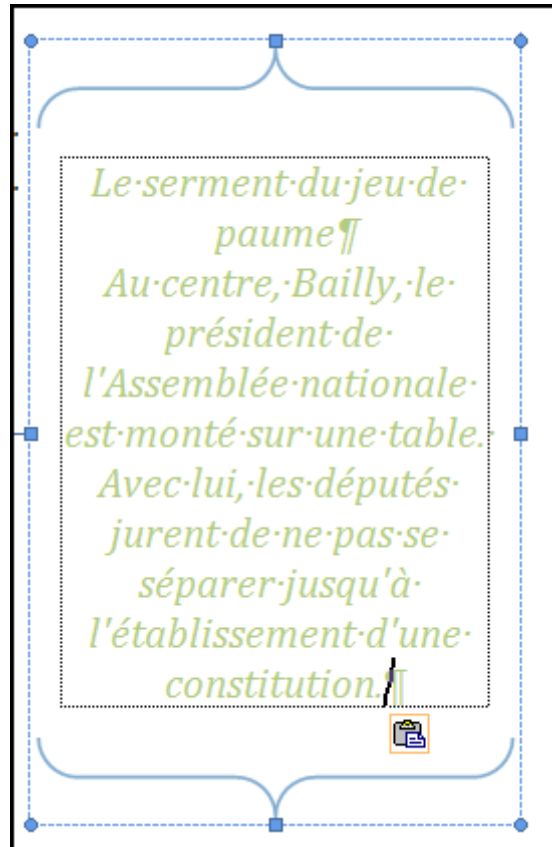 Le serment du jeu de
paume¶
Au centre, Bailly, le
président de
l'Assemblée nationale
est monté sur une table.
Avec lui, les députés
jurent de ne pas se
séparer jusqu'à
l'établissement d'une
constitution.¶